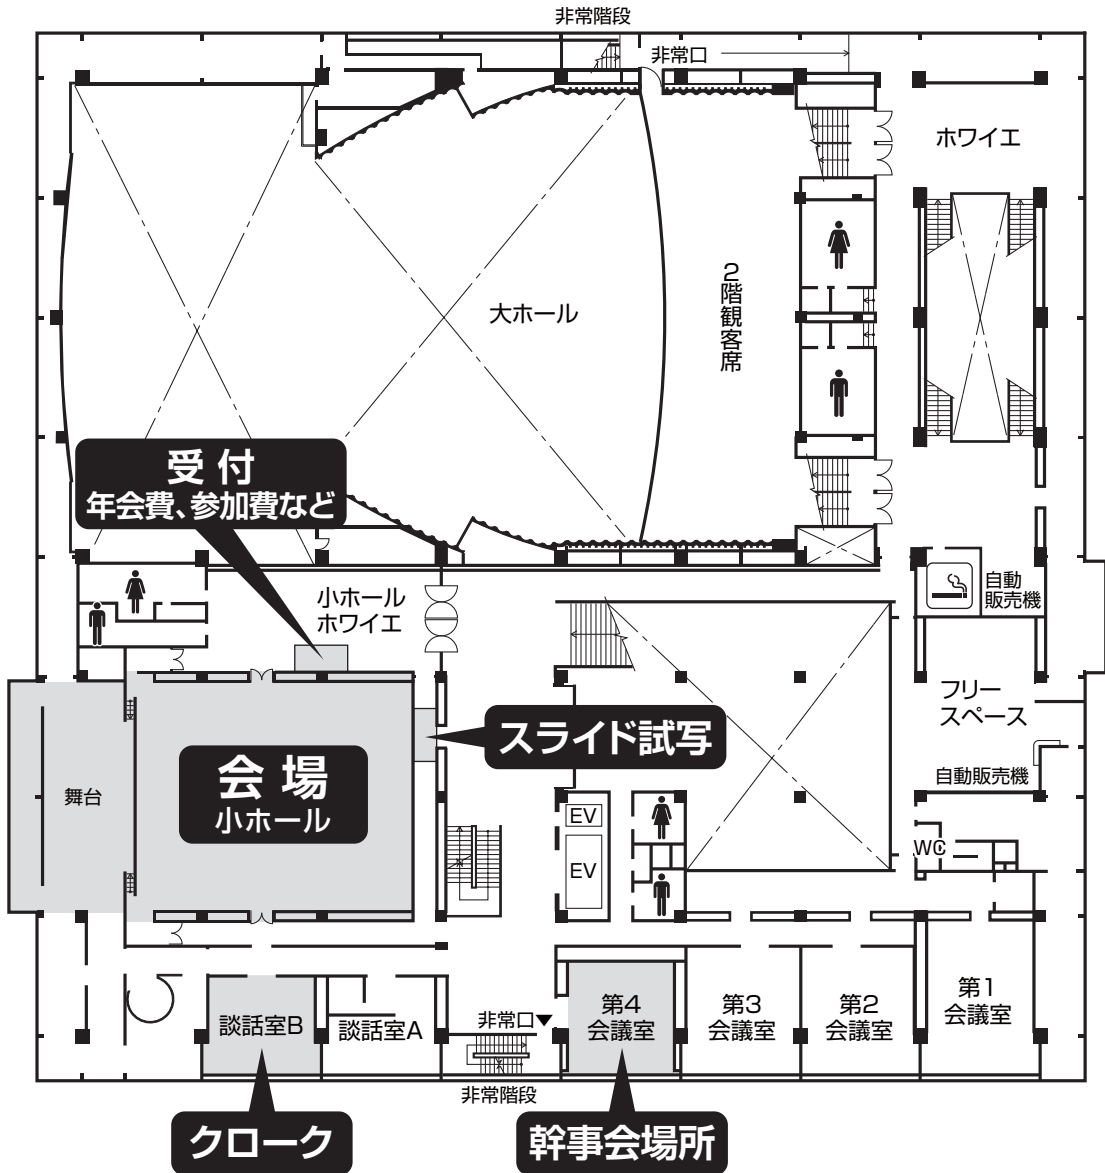 非常階段
非常口
ホワイエ
2階観客席
大ホール
受付
年会費、参加費など
小ホール
ホワイエ
自動
販売機
フリー
スペース
スライド試写
会場
小ホール
舞台
自動販売機
EV
EV
WC
談話室B
談話室A
非常口▼
第4
会議室
第3
会議室
第2
会議室
第1
会議室
非常階段
クローク
幹事会場所